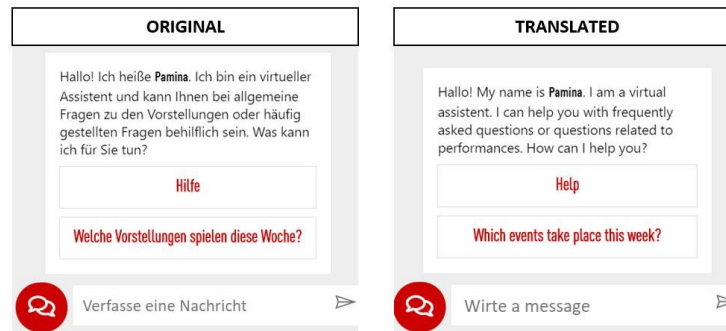 ORIGINAL
Hallo! Ich heiße Pamina. Ich bin ein virtueller
Assistent und kann Ihnen bei allgemeine
Fragen zu den Vorstellungen oder häufig
gestellten Fragen behilflich sein. Was kann
ich für Sie tun?
Hilfe
Welche Vorstellungen spielen diese Woche?
Verfasse eine Nachricht
TRANSLATED
Hallo! My name is Pamina. I am a virtual
assistent. I can help you with frequently
asked questions or questions related to
performances. How can I help you?
Help
Which events take place this week?
Wirte a message